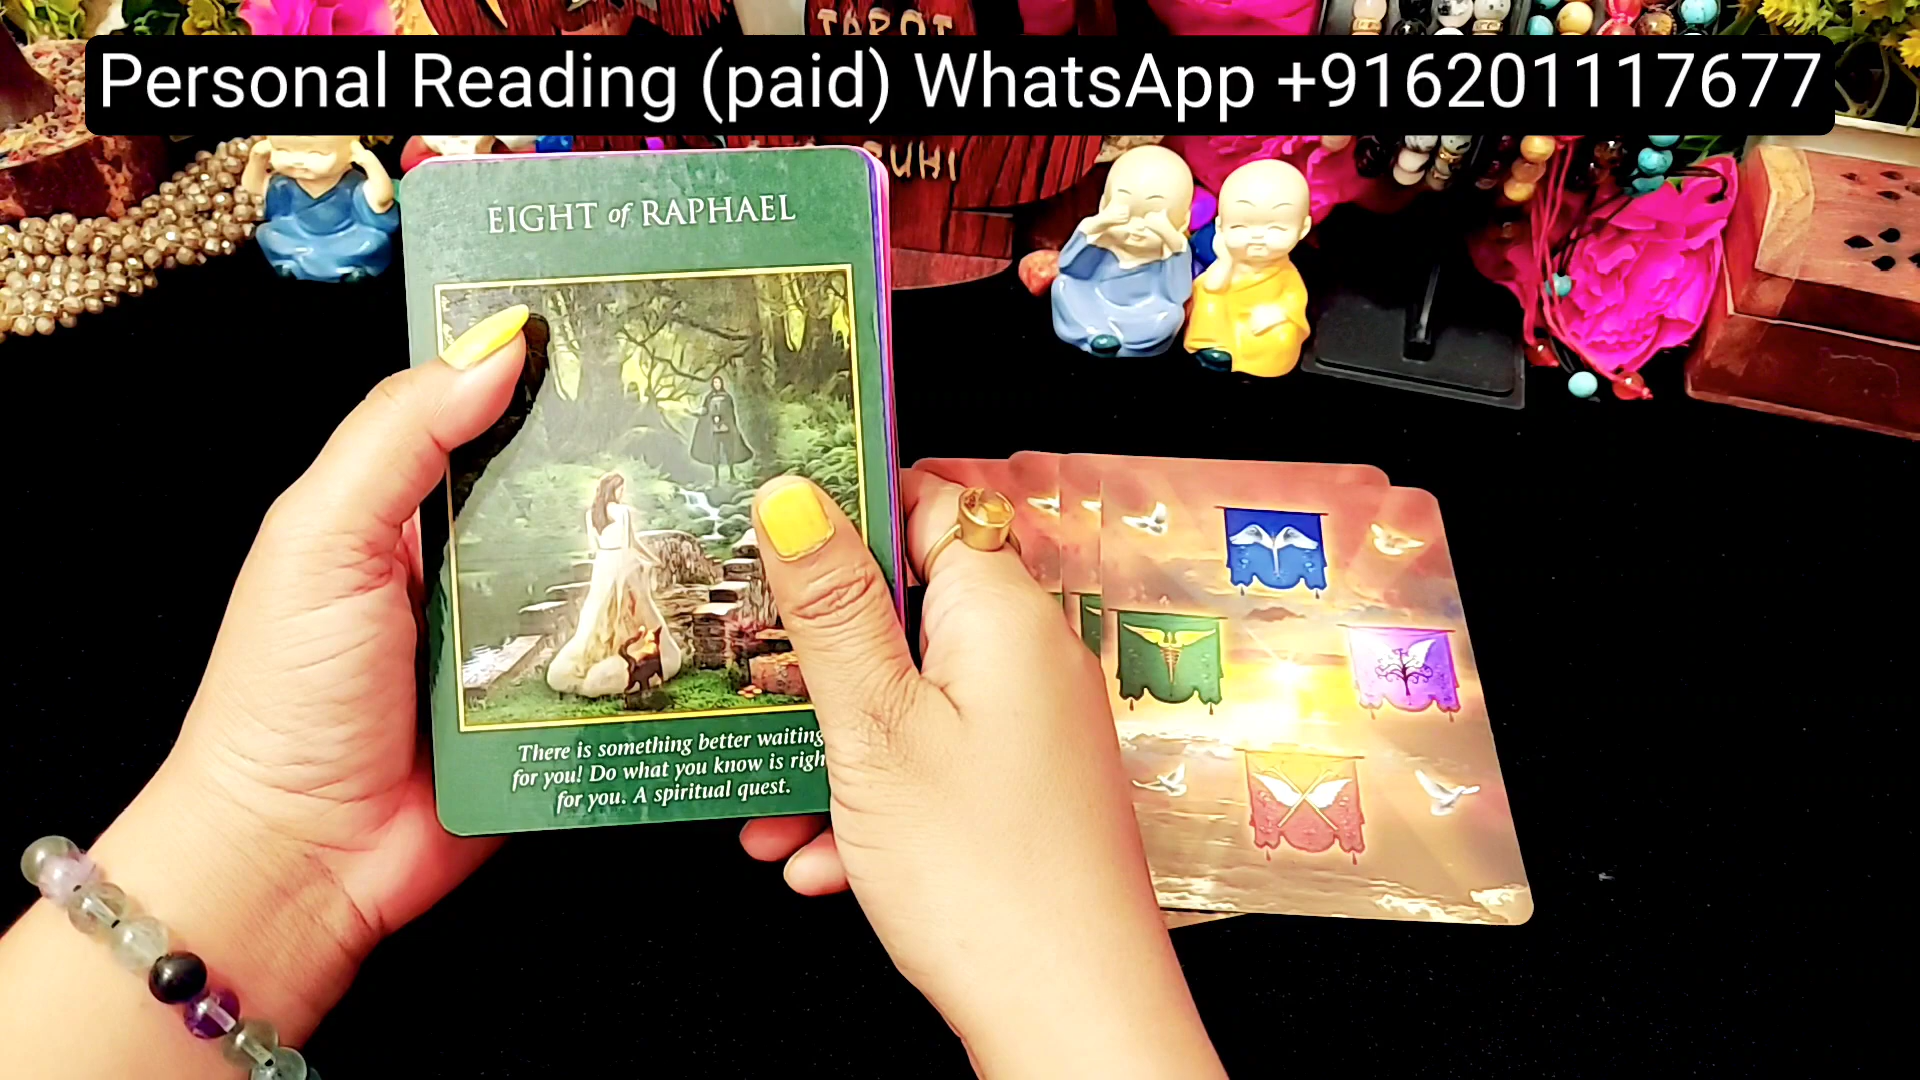 TAROT
Personal Reading (paid) WhatsApp +916201117677
EIGHT of RAPHAEL
There is something better waiting
for you! Do what you know is
for you. A spiritual quest.